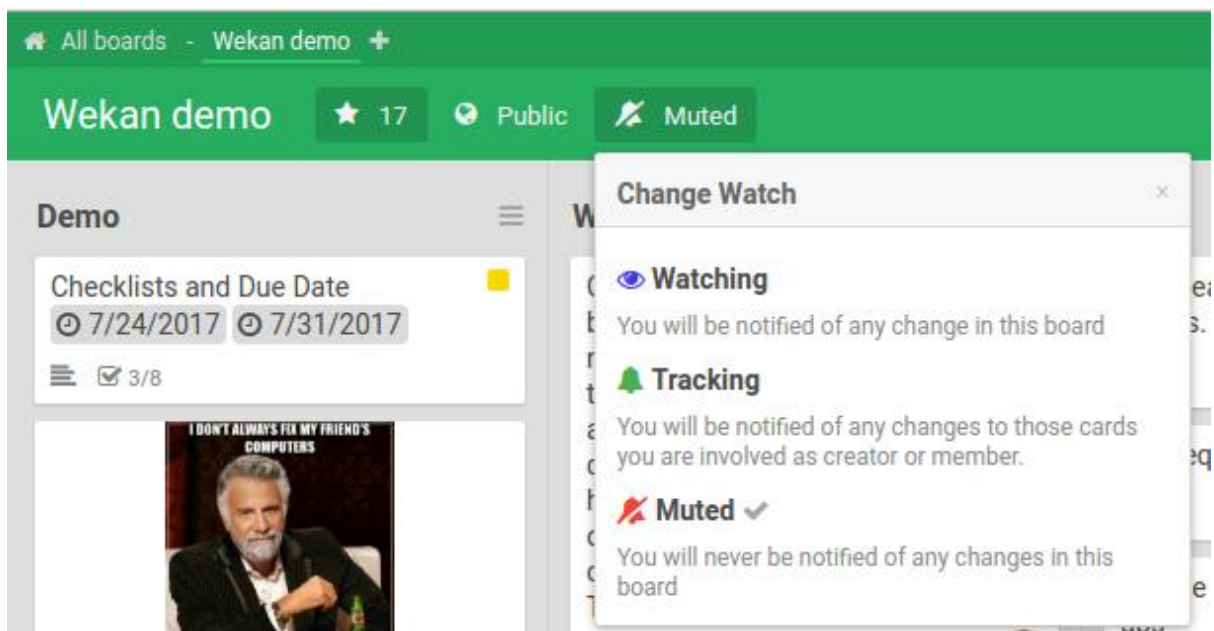 All boards - Wekan demo
Wekan demo 17 Public Muted
Demo
Checklists and Due Date
7/24/2017 7/31/2017
3/8
I DON'T ALWAYS FIX MY FRIEND'S
COMPUTERS
Change Watch ×
Watching
You will be notified of any change in this board
Tracking
You will be notified of any changes to those cards
you are involved as creator or member.
Muted
You will never be notified of any changes in this
board